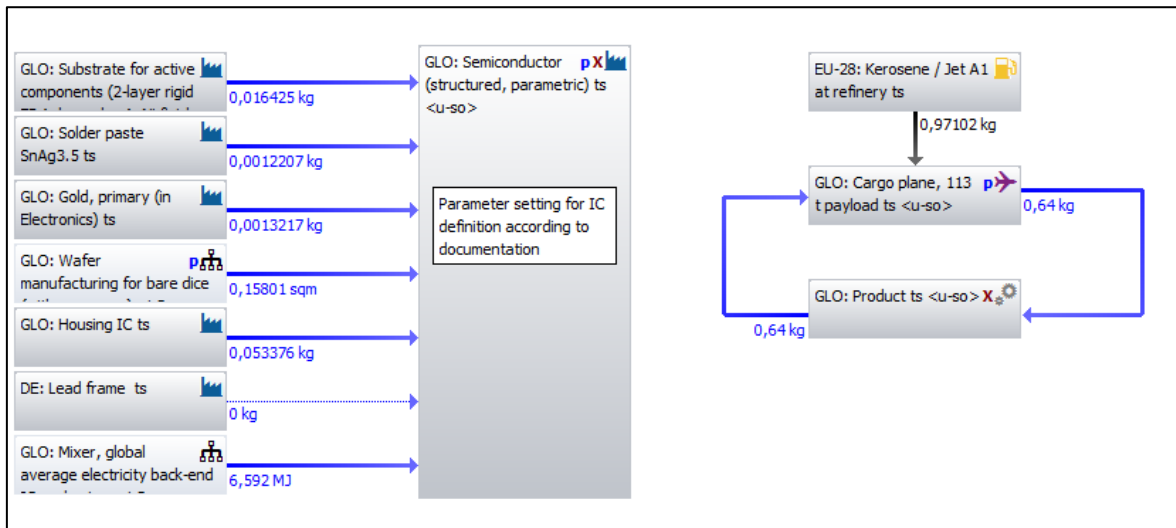 GLO: Substrate for active
components (2-layer rigid
0,016425 kg
GLO: Solder paste
SnAg3.5 ts
0,0012207 kg
GLO: Gold, primary (in
Electronics) ts
0,0013217 kg
GLO: Wafer p
manufacturing for bare dice
0,15801 sqm
GLO: Housing IC ts
0,053376 kg
DE: Lead frame ts
0 kg
GLO: Mixer, global
average electricity back-end
6,592 MJ
GLO: Semiconductor p X
(structured, parametric) ts
<u-so>
Parameter setting for IC
definition according to
documentation
EU-28: Kerosene / Jet A1
at refinery ts
0,97102 kg
GLO: Cargo plane, 113 p
t payload ts <u-so>
0,64 kg
GLO: Product ts <u-so> X
0,64 kg